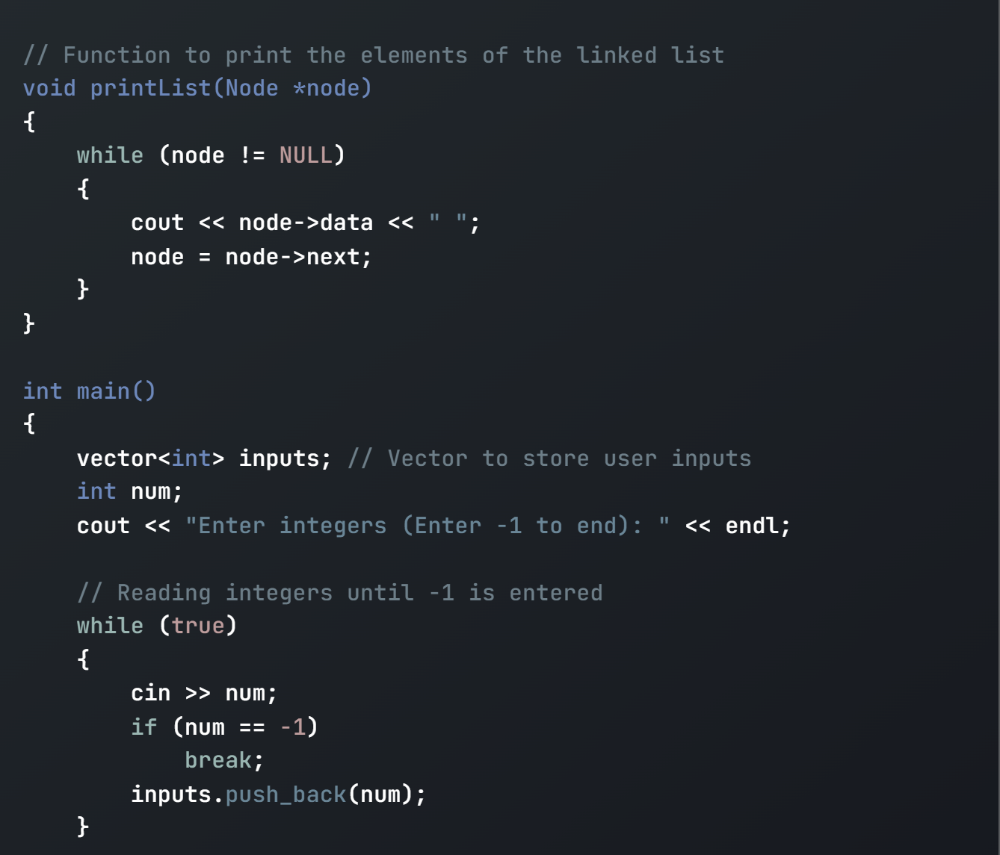 // Function to print the elements of the linked list
void printList(Node *node)
{
    while (node != NULL)
    {
        cout << node->data << " ";
        node = node->next;
    }
}

int main()
{
    vector<int> inputs; // Vector to store user inputs
    int num;
    cout << "Enter integers (Enter -1 to end): " << endl;

    // Reading integers until -1 is entered
    while (true)
    {
        cin >> num;
        if (num == -1)
            break;
        inputs.push_back(num);
    }